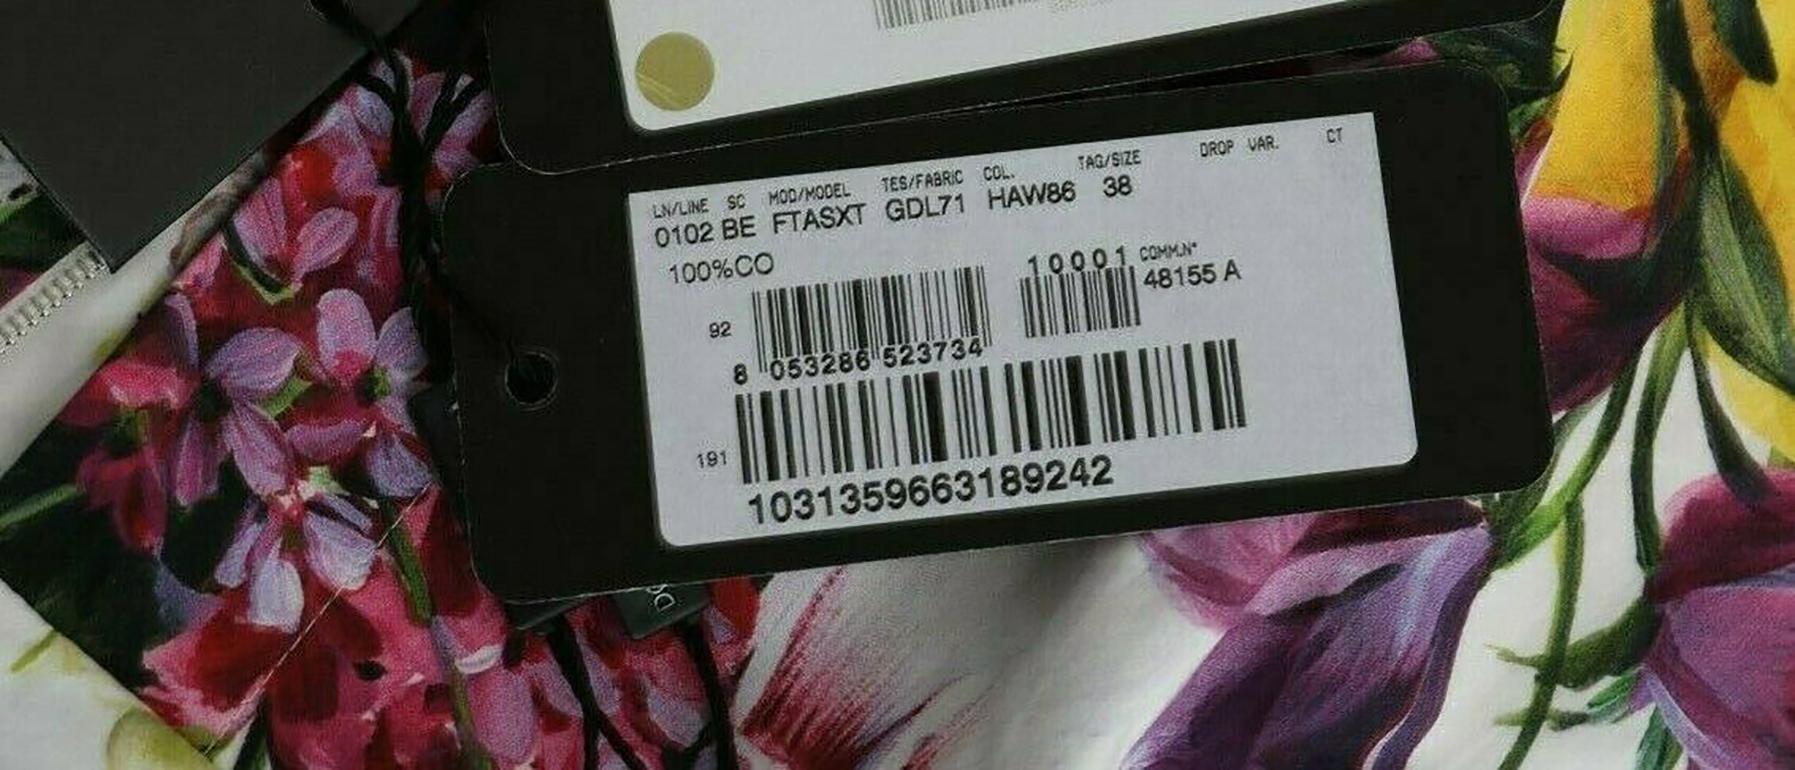 LN/LINE SC MOD/MODEL TES/FABRIC COL. TAG/SIZE DROP VAR. CT
0102 BE FTASXT GDL71 HAW86 38
100%CO
10001 COMM.N°
48155 A
92
8 053286 523734
191
1031359663189242